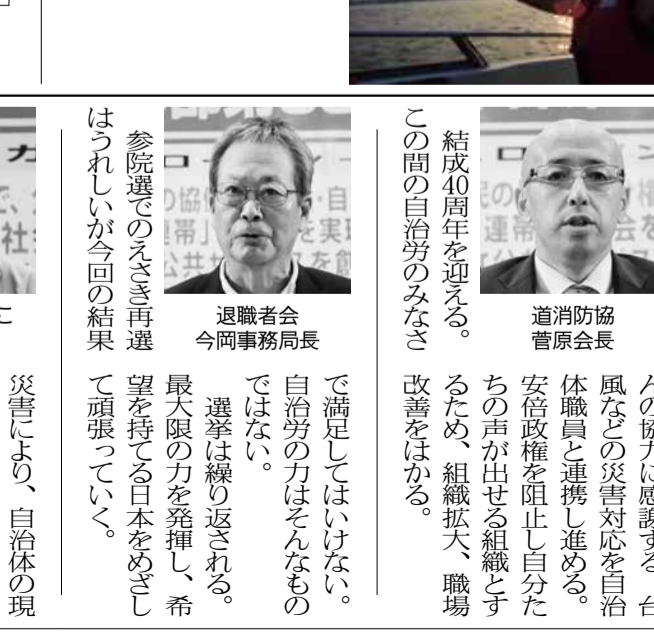 道消防協
菅原会長
結成40周年を迎える。
この間の自治労のみなさ
んの協力に感謝する。台
風などの災害対応を自治
体職員と連携し進める。
安倍政権を阻止し自分た
ちの声が出せる組織とす
るため、組織拡大、職場
改善をはかる。
退職者会
今岡事務局長
参院選でのえさき再選
はうれしいが今回の結果
で満足してはいけない。
自治労の力はそんなもの
ではない。
選挙は繰り返される。
最大限の力を発揮し、希
望を持てる日本をめざし
て頑張っていく。
災害により、自治体の現